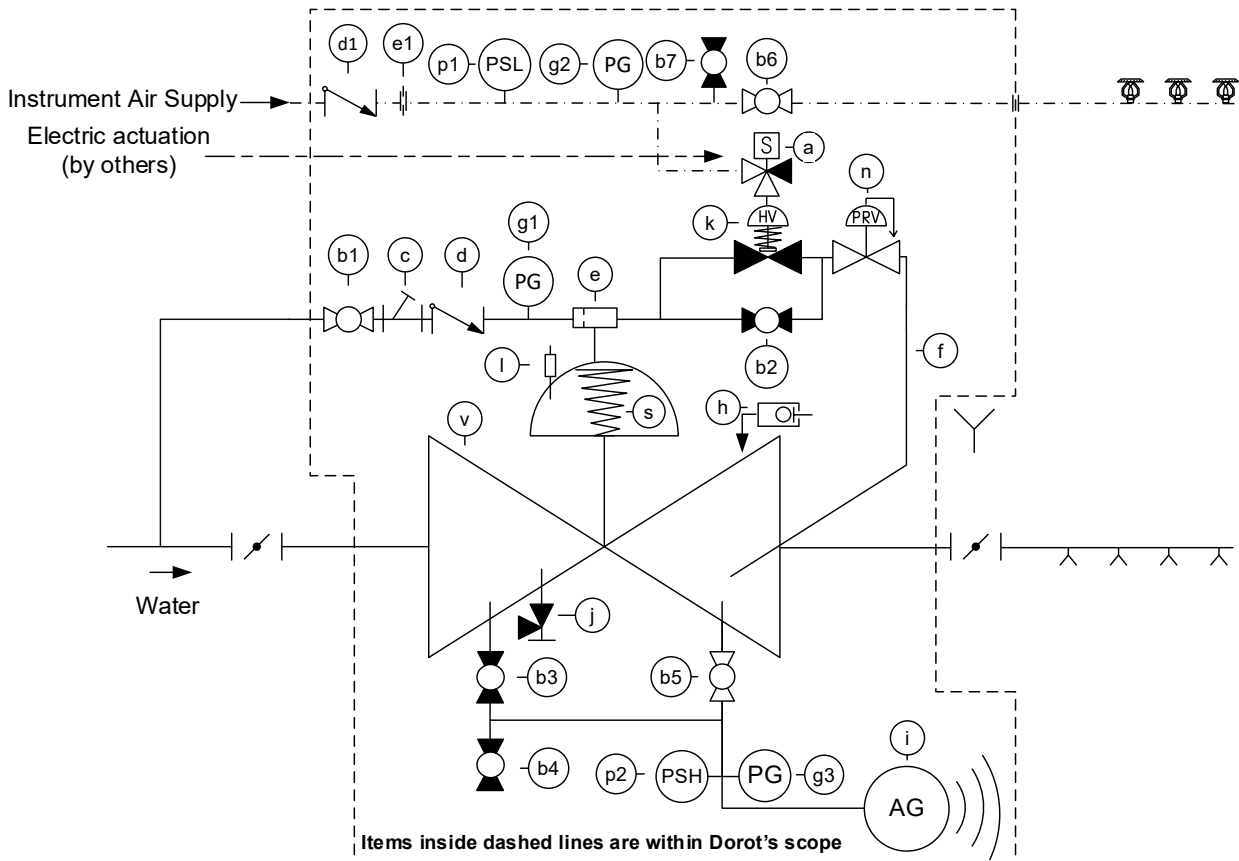 d1
e1
p1
PSL
g2
PG
b7
b6
Instrument Air Supply
Electric actuation
(by others)
S
a
n
k
HV
PRV
g1
b1
c
d
PG
e
l
b2
f
s
h
v
Water
j
b3
b5
b4
p2
PSH
PG
g3
i
AG
Items inside dashed lines are within Dorot's scope